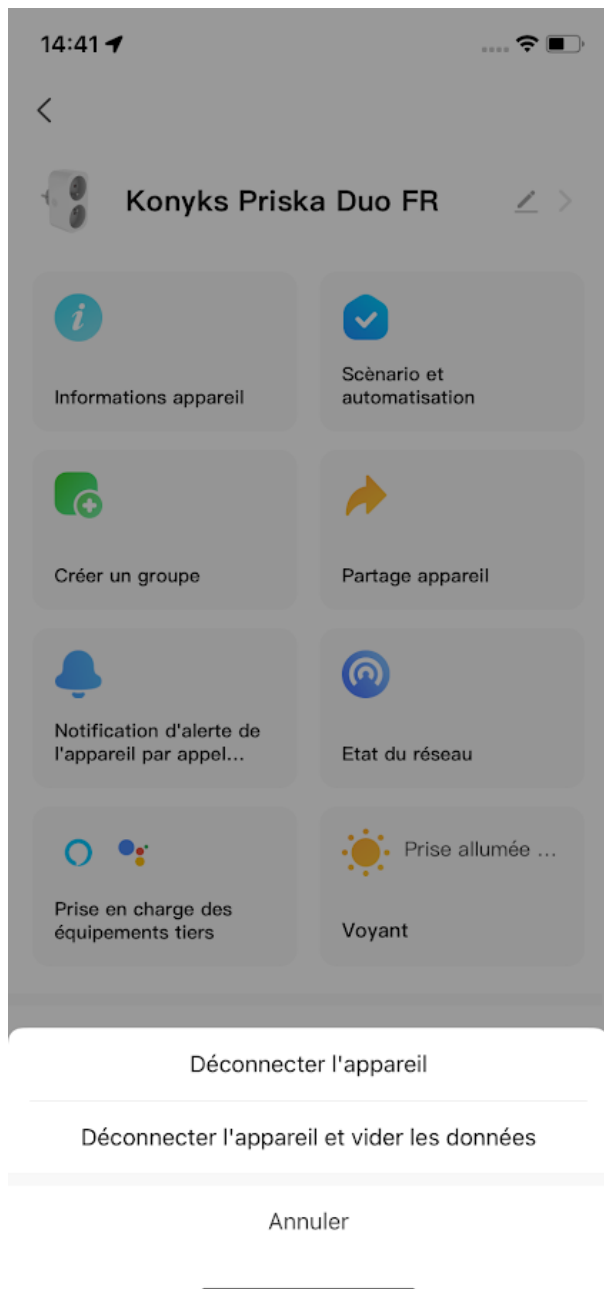 14:41
Konyks Priska Duo FR
Informations appareil
Scènario et
automatisation
Créer un groupe
Partage appareil
Notification d'alerte de
l'appareil par appel...
Etat du réseau
Prise en charge des
équipements tiers
Prise allumée ...
Voyant
Déconnecter l'appareil
Déconnecter l'appareil et vider les données
Annuler